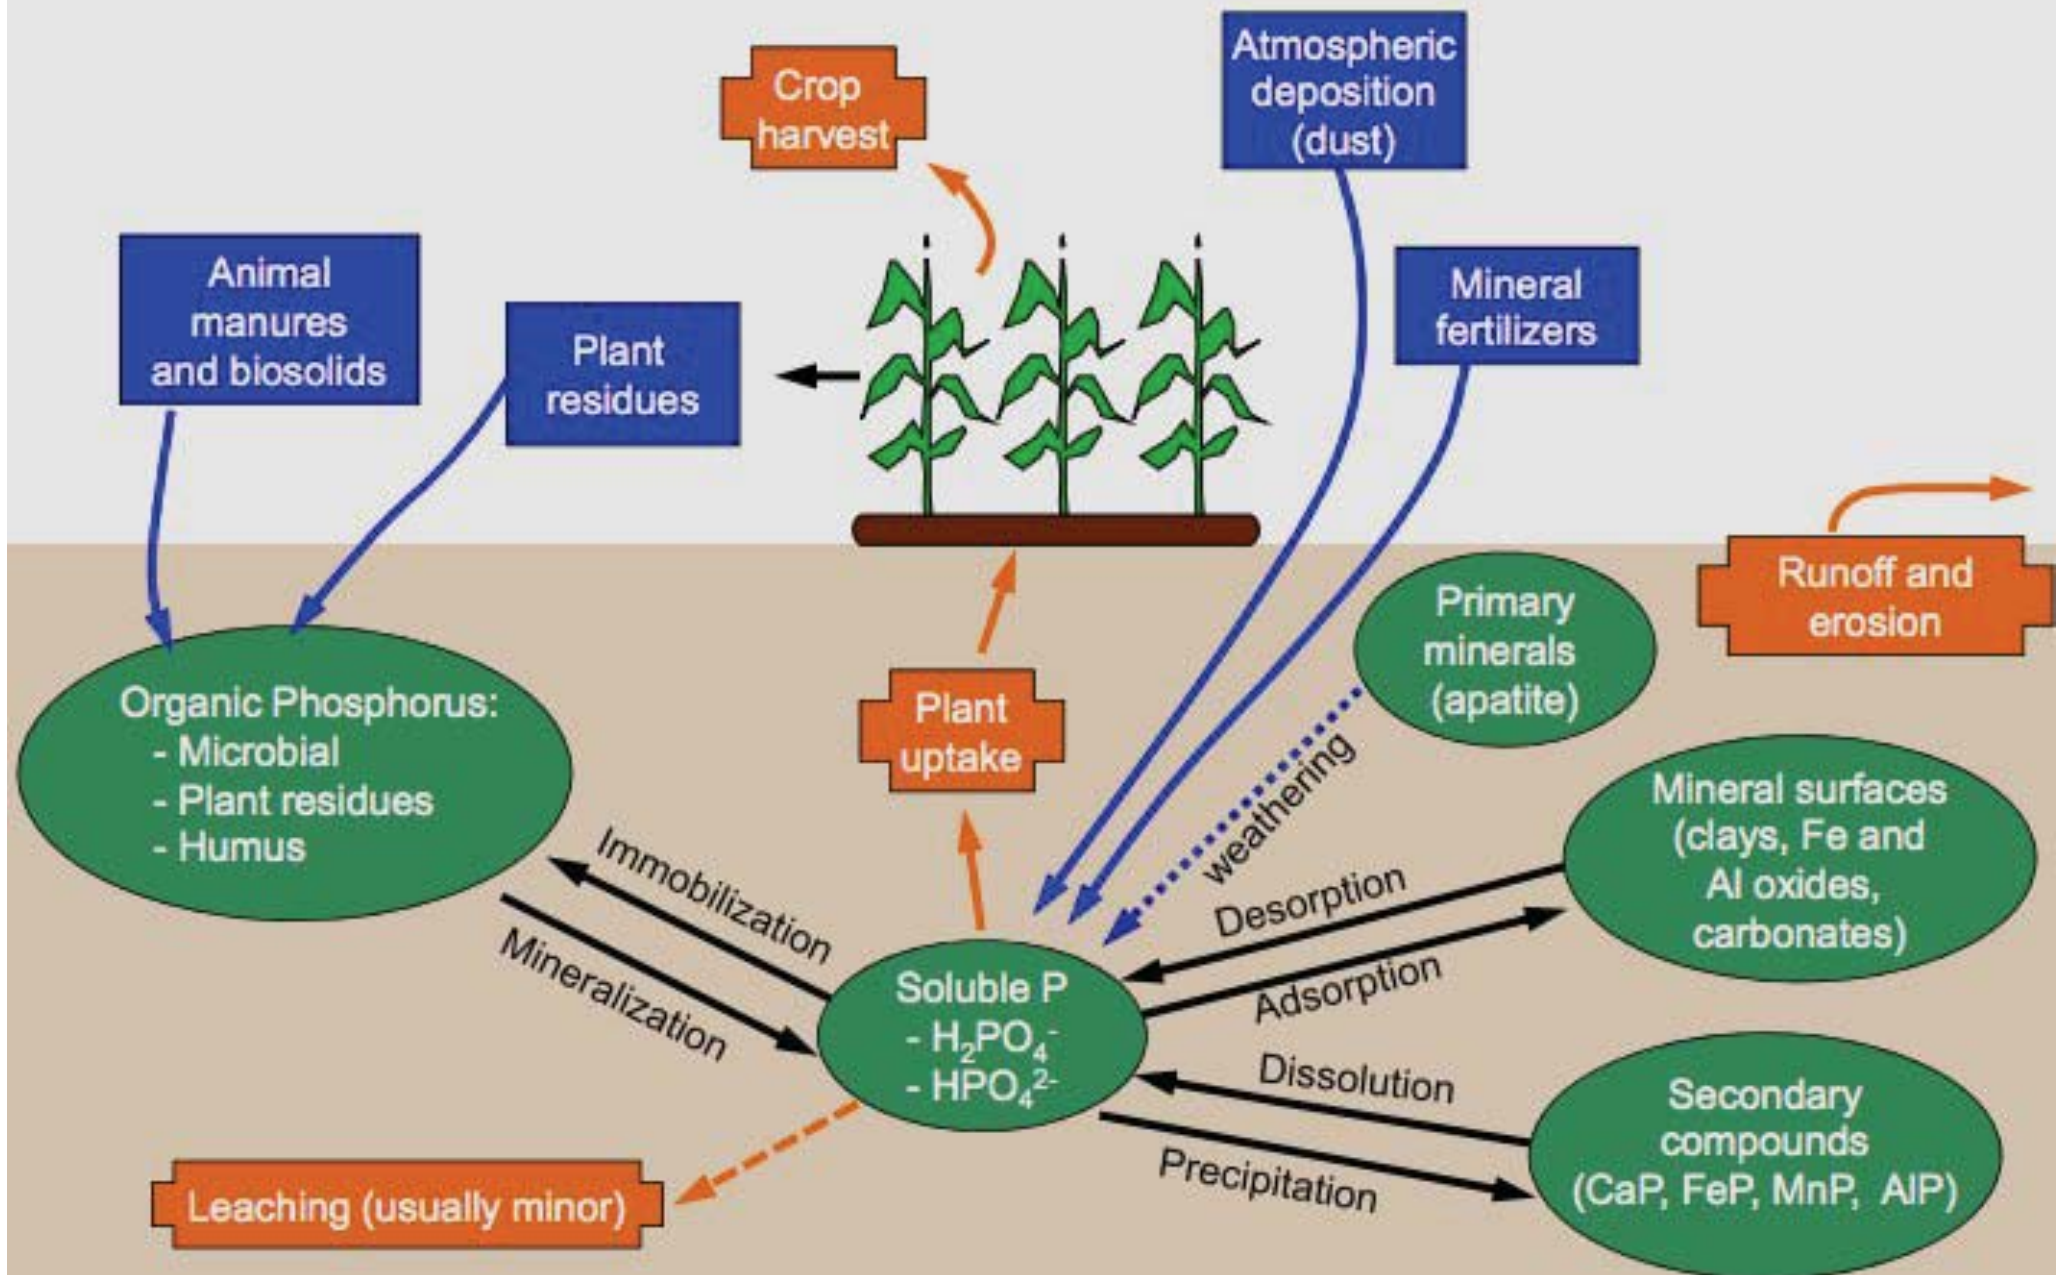 Crop
harvest
Atmospheric
deposition
(dust)
Animal
manures
and biosolids
Plant
residues
Mineral
fertilizers
Runoff and
erosion
Primary
minerals
(apatite)
Organic Phosphorus:
- Microbial
- Plant residues
- Humus
Plant
uptake
weathering
Mineral surfaces
(clays, Fe and
Al oxides,
carbonates)
Immobilization
Mineralization
Desorption
Adsorption
Soluble P
- H₂PO₄⁻
- HPO₄²⁻
Dissolution
Precipitation
Secondary
compounds
(CaP, FeP, MnP, AlP)
Leaching (usually minor)